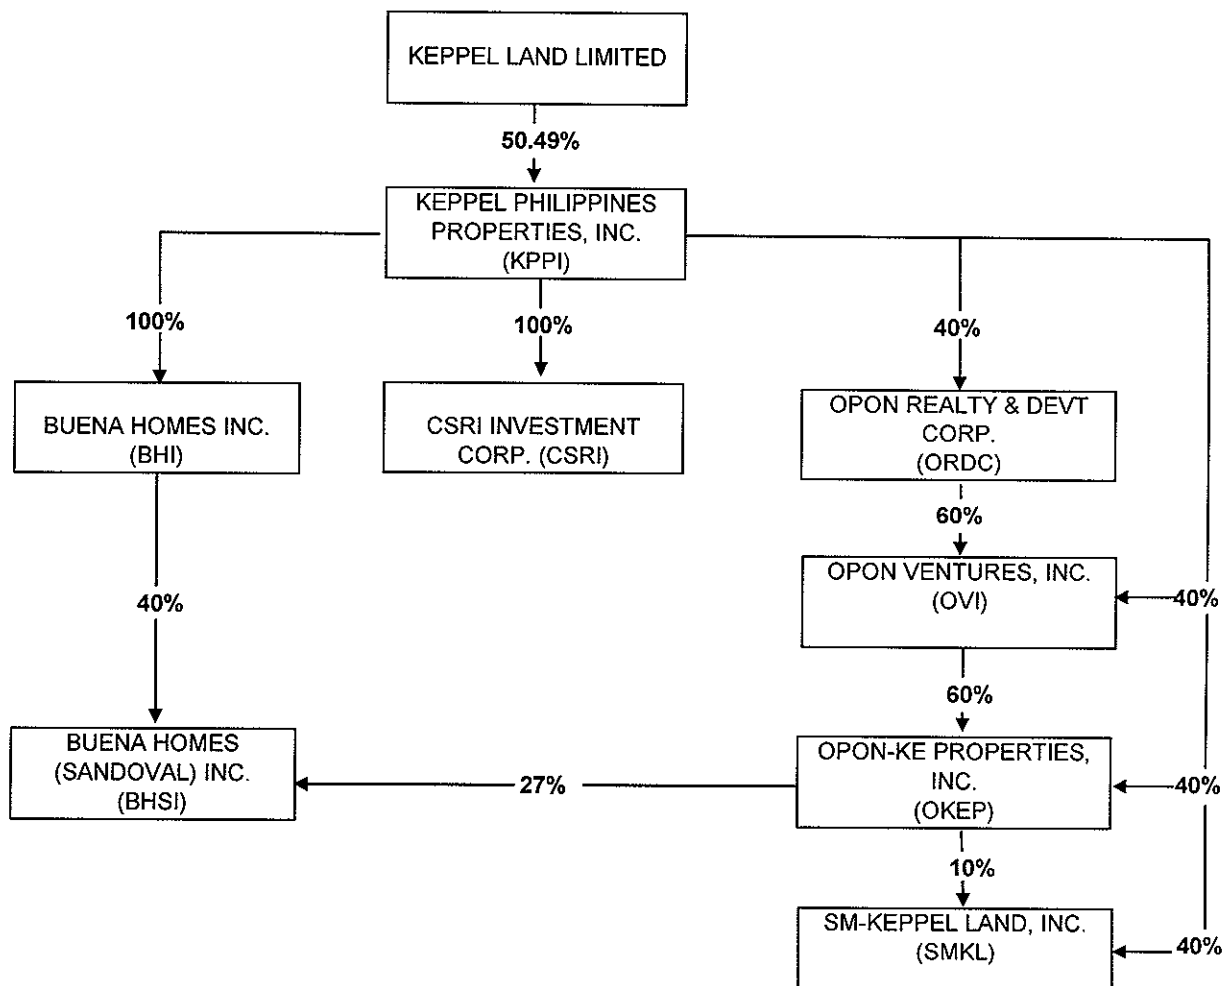 KEPPEL LAND LIMITED
50.49%
KEPPEL PHILIPPINES
PROPERTIES, INC.
(KPPI)
100%
100%
40%
BUENA HOMES INC.
(BHI)
CSRI INVESTMENT
CORP. (CSRI)
OPON REALTY & DEVT
CORP.
(ORDC)
60%
OPON VENTURES, INC.
(OVI)
40%
40%
60%
BUENA HOMES
(SANDOVAL) INC.
(BHSI)
27%
OPON-KE PROPERTIES,
INC.
(OKEP)
40%
10%
SM-KEPPEL LAND, INC.
(SMKL)
40%